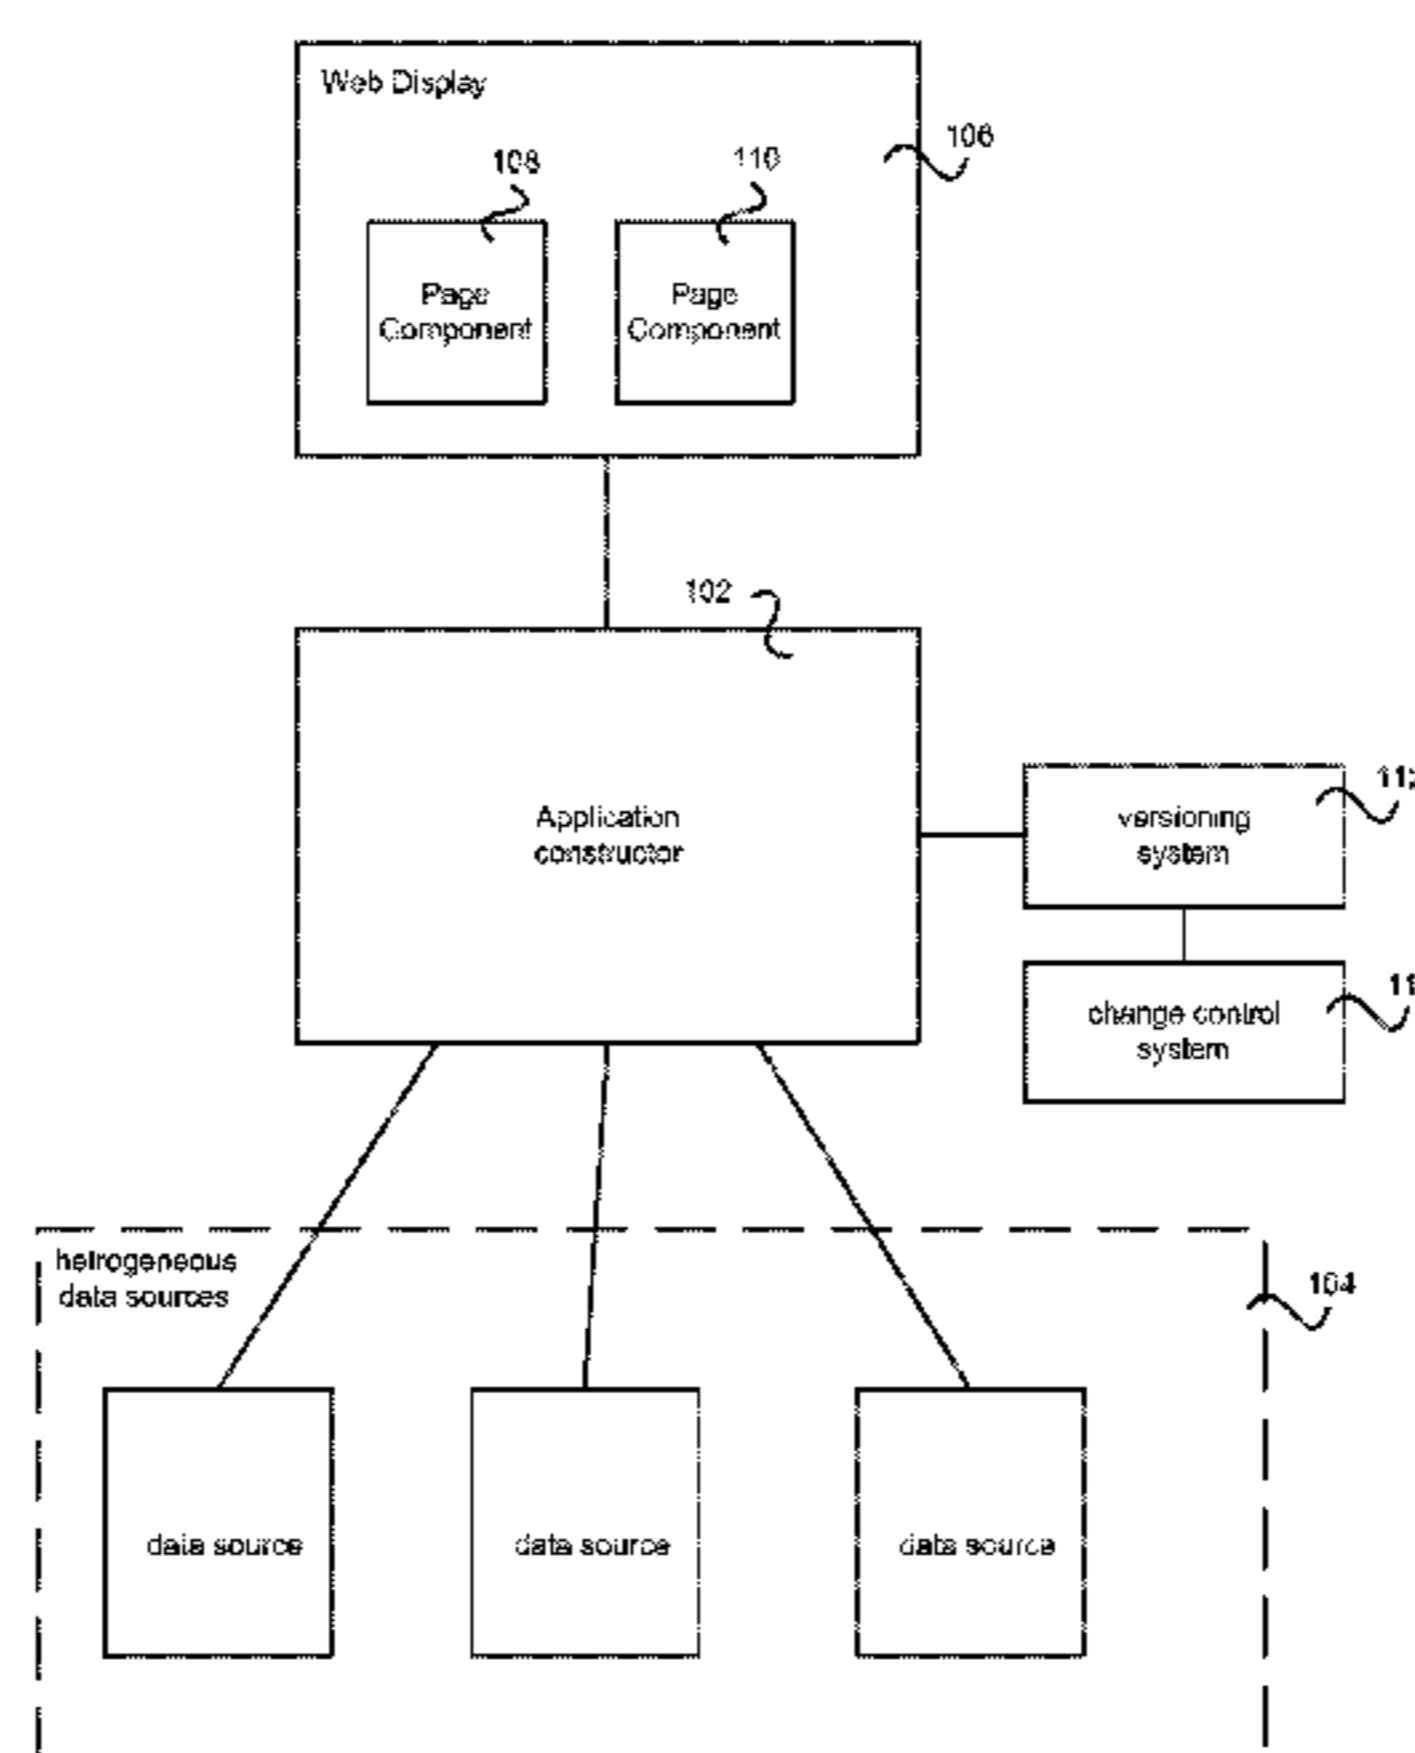 Web Display
106
108
110
Page
Component
Page
Component
102
Application
constructor
versioning
system
change control
system
hetrogeneous
data sources
104
data source
data source
data source